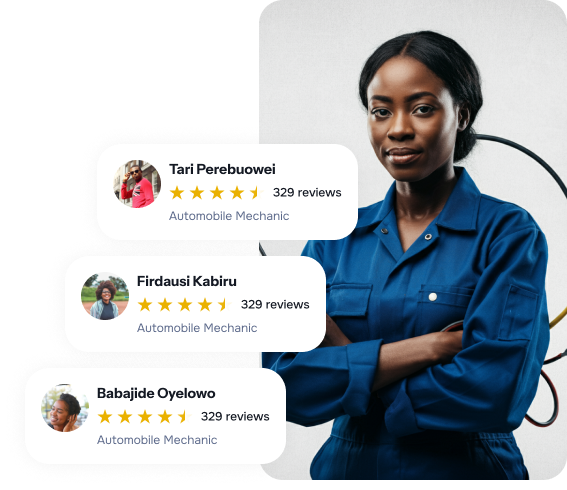 Tari Perebuowei
329 reviews
Automobile Mechanic
Firdausi Kabiru
329 reviews
Automobile Mechanic
Babajide Oyelowo
329 reviews
Automobile Mechanic